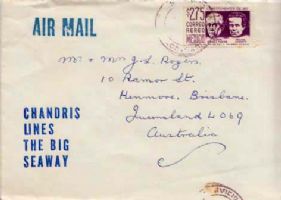 AIR MAIL
$2.75
CORREO
AEREO
MEXICO
Mr & Mrs J. S. Rogers,
10 Ramor St.
Kenmore, Brisbane.
Queensland 4069
Australia
CHANDRIS
LINES
THE BIG
SEAWAY